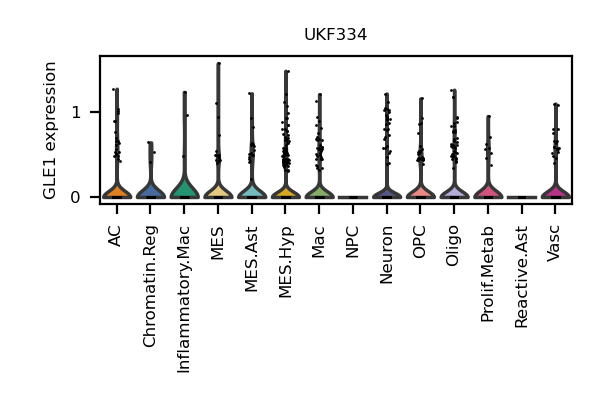 UKF334
GLE1 expression
1
0
AC
Chromatin.Reg
Inflammatory.Mac
MES
MES.Ast
MES.Hyp
Mac
NPC
Neuron
OPC
Oligo
Prolif.Metab
Reactive.Ast
Vasc